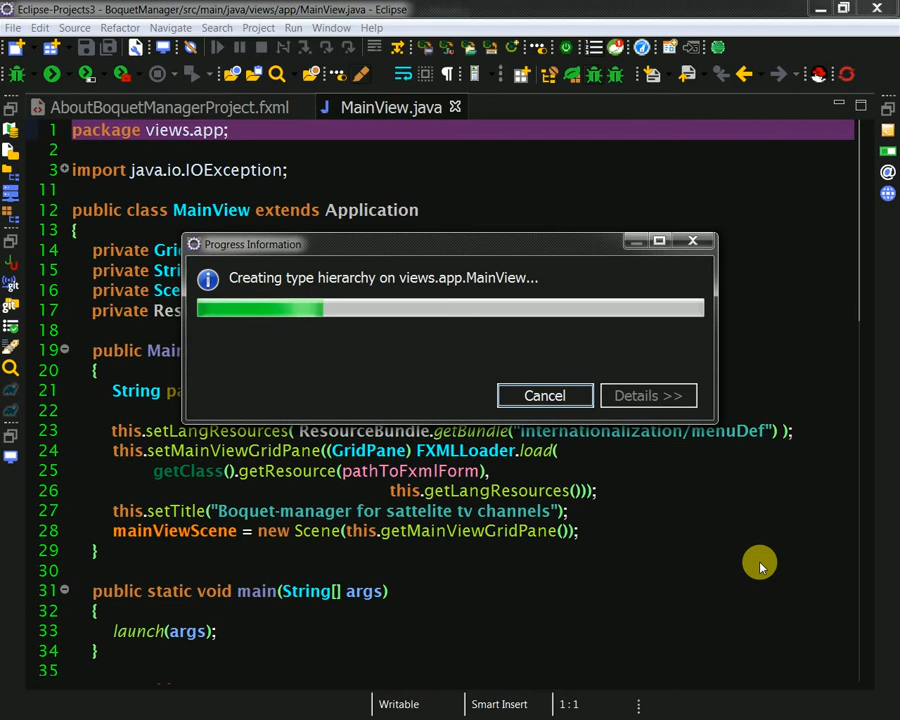 Eclipse-Projects3 - BoquetManager/src/main/java/views/app/MainView.java - Eclipse
File Edit Source Refactor Navigate Search Project Run Window Help
AboutBoquetManagerProject.fxml MainView.java
1 package views.app;
2
3 import java.io.IOException;
11
12 public class MainView extends Application
13 {
14 private Gri
15 private Stri
16 private Sce
17 private Res
18
19 public Mai
20 {
21 String pa
Progress Information
Creating type hierarchy on views.app.MainView...
Cancel Details >>
23 this.setLangResources( ResourceBundle.getBundle("internationalization/menuDef") );
24 this.setMainViewGridPane((GridPane) FXMLLoader.load(
25 getClass().getResource(pathToFxmlForm),
26 this.getLangResources()));
27 this.setTitle("Boquet-manager for sattelite tv channels");
28 mainViewScene = new Scene(this.getMainViewGridPane());
29 }
30
31 public static void main(String[] args)
32 {
33 launch(args);
34 }
35
Writable Smart Insert 1 : 1